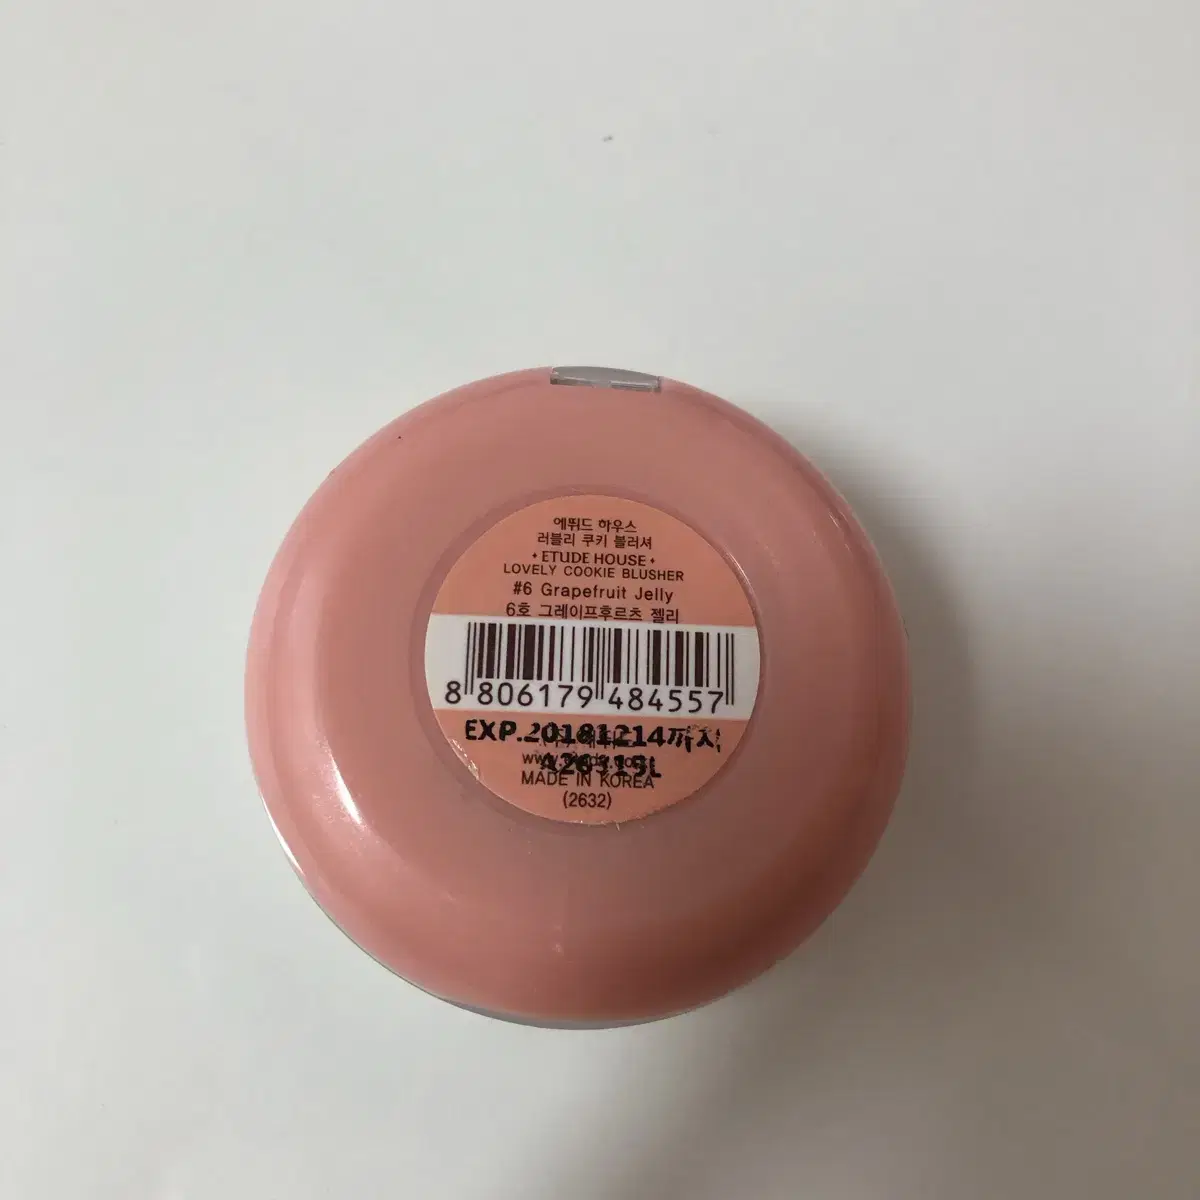 에뛰드 하우스
러블리 쿠키 블러셔
ETUDE HOUSE
LOVELY COOKIE BLUSHER
#6 Grapefruit Jelly
6호 그레이프후르츠 젤리
8 806179 484557
EXP.20181214까지
MADE IN KOREA
(2632)